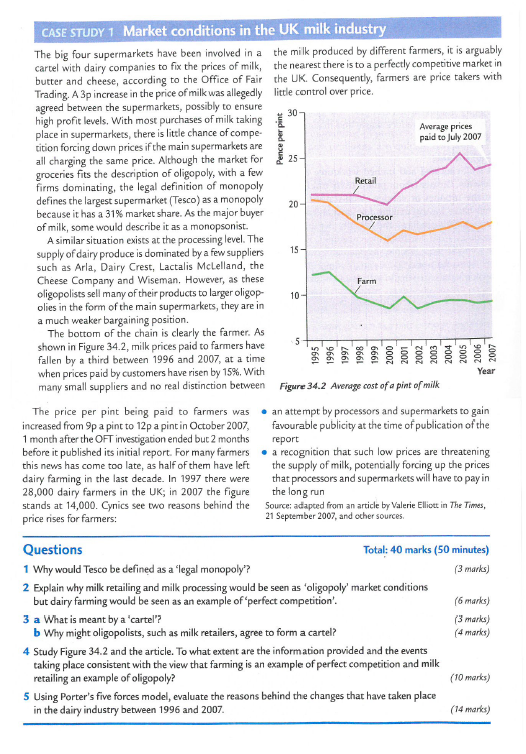 CASE STUDY 1 Market conditions in the UK milk industry
The big four supermarkets have been involved in a
cartel with dairy companies to fix the prices of milk,
butter and cheese, according to the Office of Fair
Trading. A 3p increase in the price of milk was allegedly
agreed between the supermarkets, possibly to ensure
high profit levels. With most purchases of milk taking
place in supermarkets, there is little chance of compe-
tition forcing down prices if the main supermarkets are
all charging the same price. Although the market for
groceries fits the description of oligopoly, with a few
firms dominating, the legal definition of monopoly
defines the largest supermarket (Tesco) as a monopoly
because it has a 31% market share. As the major buyer
of milk, some would describe it as a monopsonist.
A similar situation exists at the processing level. The
supply of dairy produce is dominated by a few suppliers
such as Arla, Dairy Crest, Lactalis McLelland, the
Cheese Company and Wiseman. However, as these
oligopolists sell many of their products to larger oligop-
olies in the form of the main supermarkets, they are in
a much weaker bargaining position.
The bottom of the chain is clearly the farmer. As
shown in Figure 34.2, milk prices paid to farmers have
fallen by a third between 1996 and 2007, at a time
when prices paid by customers have risen by 15%. With
many small suppliers and no real distinction between
the milk produced by different farmers, it is arguably
the nearest there is to a perfectly competitive market in
the UK. Consequently, farmers are price takers with
little control over price.
Pence per pint
30
25
20
15
10
5
Average prices
paid to July 2007
Retail
Processor
Farm
1995
1996
1997
1998
1999
2000
2001
2002
2003
2004
2005
2006
2007
Year
Figure 34.2 Average cost of a pint of milk
The price per pint being paid to farmers was
increased from 9p a pint to 12p a pint in October 2007,
1 month after the OFT investigation ended but 2 months
before it published its initial report. For many farmers
this news has come too late, as half of them have left
dairy farming in the last decade. In 1997 there were
28,000 dairy farmers in the UK; in 2007 the figure
stands at 14,000. Cynics see two reasons behind the
price rises for farmers:
• an attempt by processors and supermarkets to gain
favourable publicity at the time of publication of the
report
• a recognition that such low prices are threatening
the supply of milk, potentially forcing up the prices
that processors and supermarkets will have to pay in
the long run
Source: adapted from an article by Valerie Elliott in The Times,
21 September 2007, and other sources.
Questions Total: 40 marks (50 minutes)
1 Why would Tesco be defined as a 'legal monopoly'? (3 marks)
2 Explain why milk retailing and milk processing would be seen as 'oligopoly' market conditions
but dairy farming would be seen as an example of 'perfect competition'. (6 marks)
3 a What is meant by a 'cartel'? (3 marks)
b Why might oligopolists, such as milk retailers, agree to form a cartel? (4 marks)
4 Study Figure 34.2 and the article. To what extent are the information provided and the events
taking place consistent with the view that farming is an example of perfect competition and milk
retailing an example of oligopoly? (10 marks)
5 Using Porter's five forces model, evaluate the reasons behind the changes that have taken place
in the dairy industry between 1996 and 2007. (14 marks)